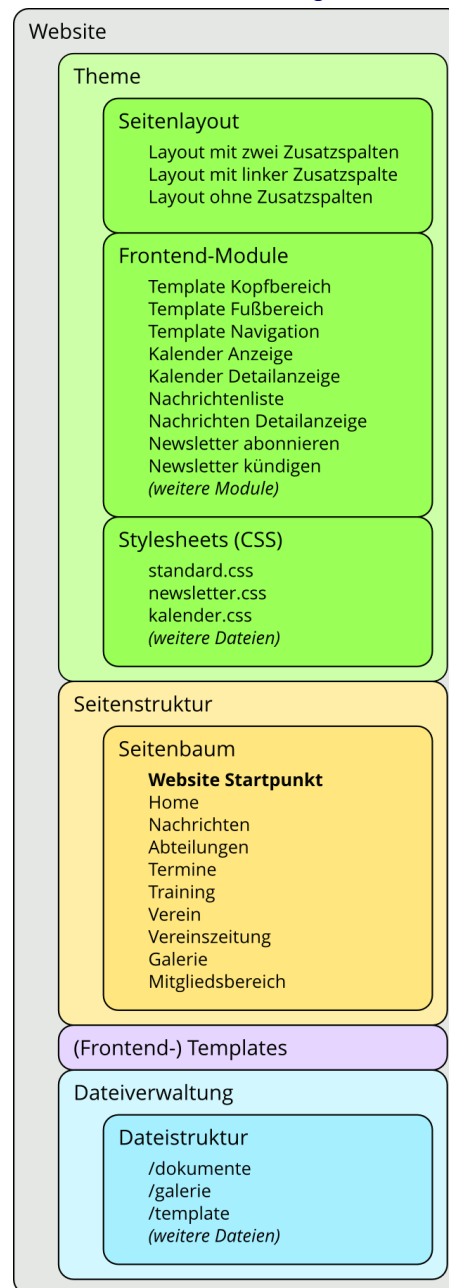 Website
Theme
Seitenlayout
Layout mit zwei Zusatzspalten
Layout mit linker Zusatzspalte
Layout ohne Zusatzspalten
Frontend-Module
Template Kopfbereich
Template Fußbereich
Template Navigation
Kalender Anzeige
Kalender Detailanzeige
Nachrichtenliste
Nachrichten Detailanzeige
Newsletter abonnieren
Newsletter kündigen
(weitere Module)
Stylesheets (CSS)
standard.css
newsletter.css
kalender.css
(weitere Dateien)
Seitenstruktur
Seitenbaum
Website Startpunkt
Home
Nachrichten
Abteilungen
Termine
Training
Verein
Vereinszeitung
Galerie
Mitgliedsbereich
(Frontend-) Templates
Dateiverwaltung
Dateistruktur
/dokumente
/galerie
/template
(weitere Dateien)